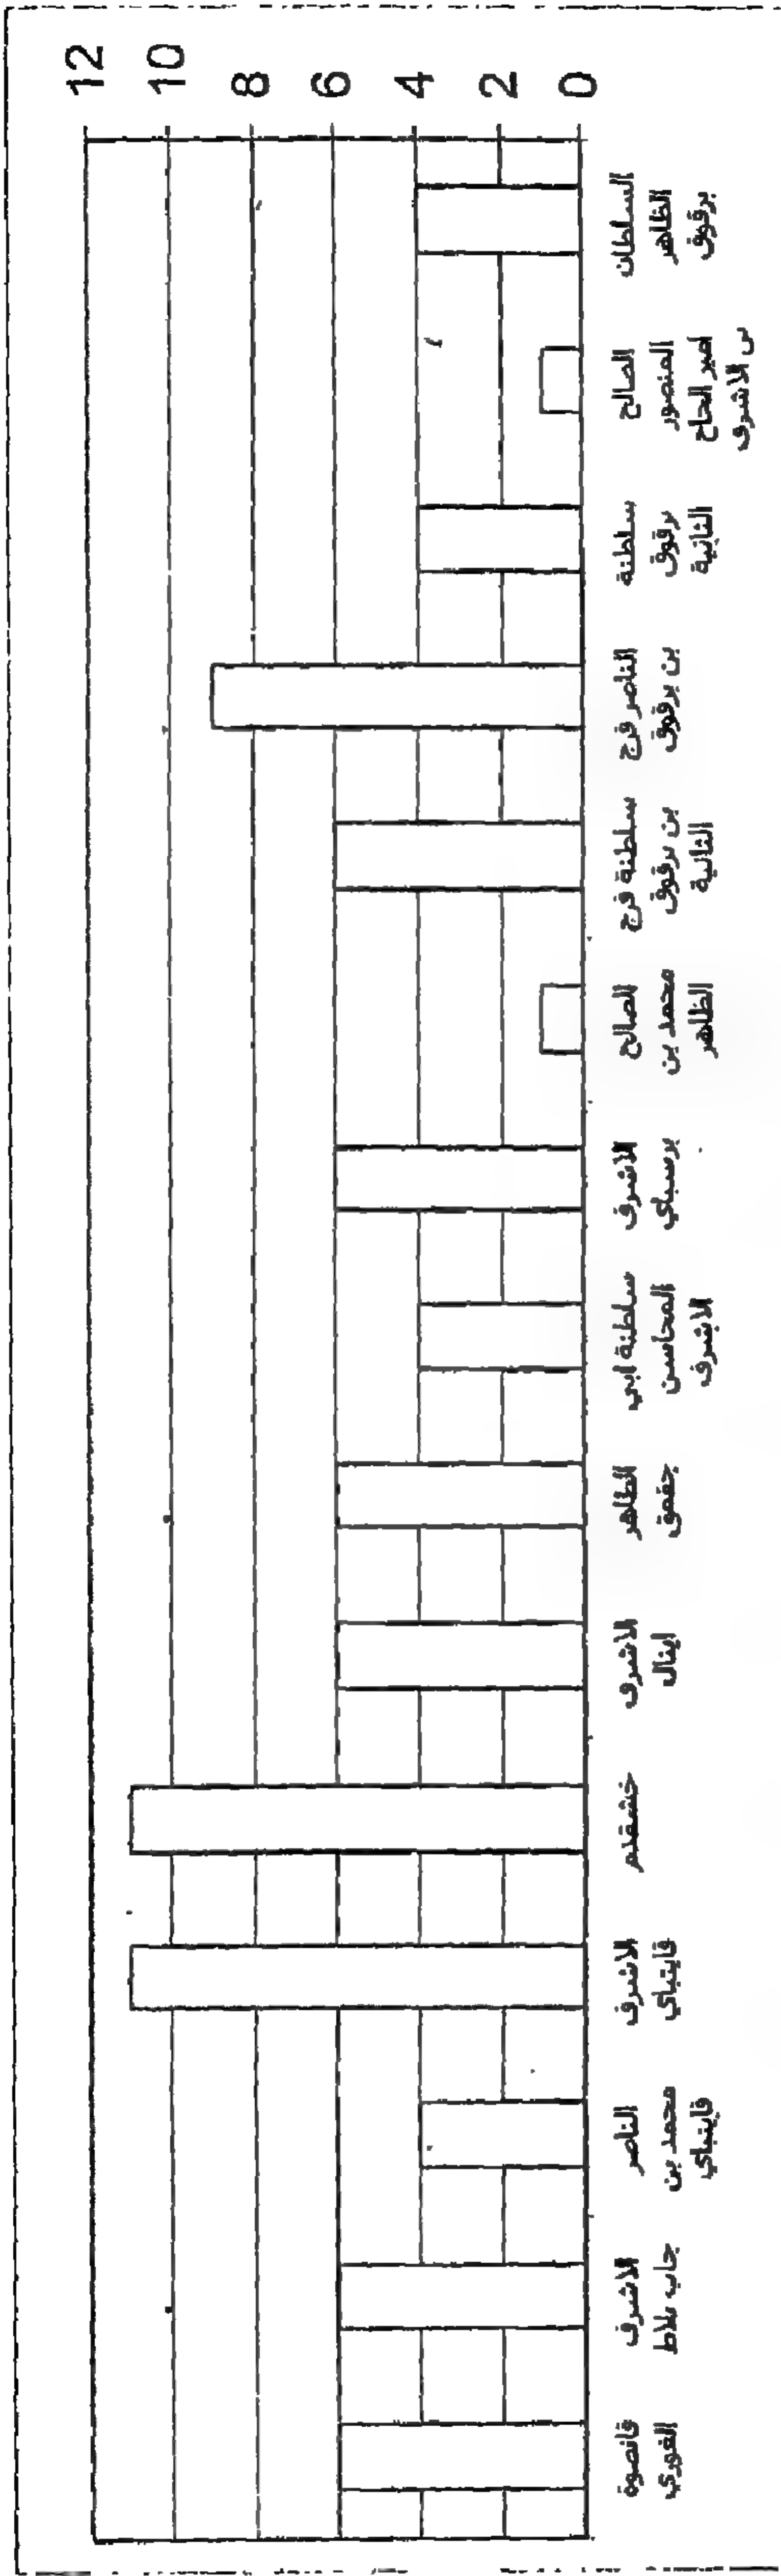 12
10
8
6
4
2
0
السلطان
الظاهر
برقوق
الصالح
المنصور
امير الحاج
بن الاشرف
سلطنة
برقوق
الثانية
الناصر فرج
بن برقوق
سلطنة فرج
بن برقوق
الثانية
الصالح
محمد بن
الظاهر
الاشرف
برسباي
سلطنة ابي
المحاسن
الاشرف
الظاهر
جقمق
الاشرف
اينال
خشقدم
الاشرف
قايتباي
الناصر
محمد بن
قايتباي
الاشرف
جاب بلاط
قانصوة
الغوري